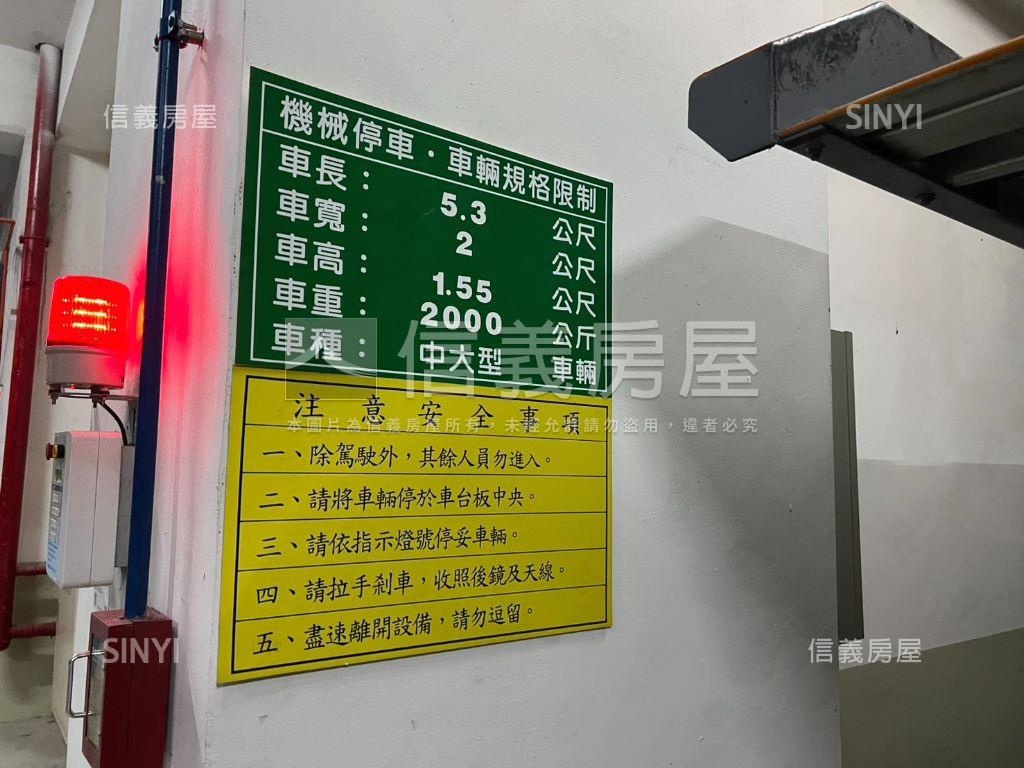 機械停車・車輛規格限制
車長: 5.3 公尺
車寬: 2 公尺
車高: 1.55 公尺
車重: 2000 公斤
車種: 中大型 車輛
注意安全事項
一、除駕駛外，其餘人員勿進入。
二、請將車輛停於車台板中央。
三、請依指示燈號停妥車輛。
四、請拉手剎車，收照後鏡及天線。
五、盡速離開設備，請勿逗留。
信義房屋
SINYI
信義房屋
本圖片為信義房屋所有，未經允許請勿盜用，違者必究
SINYI
信義房屋